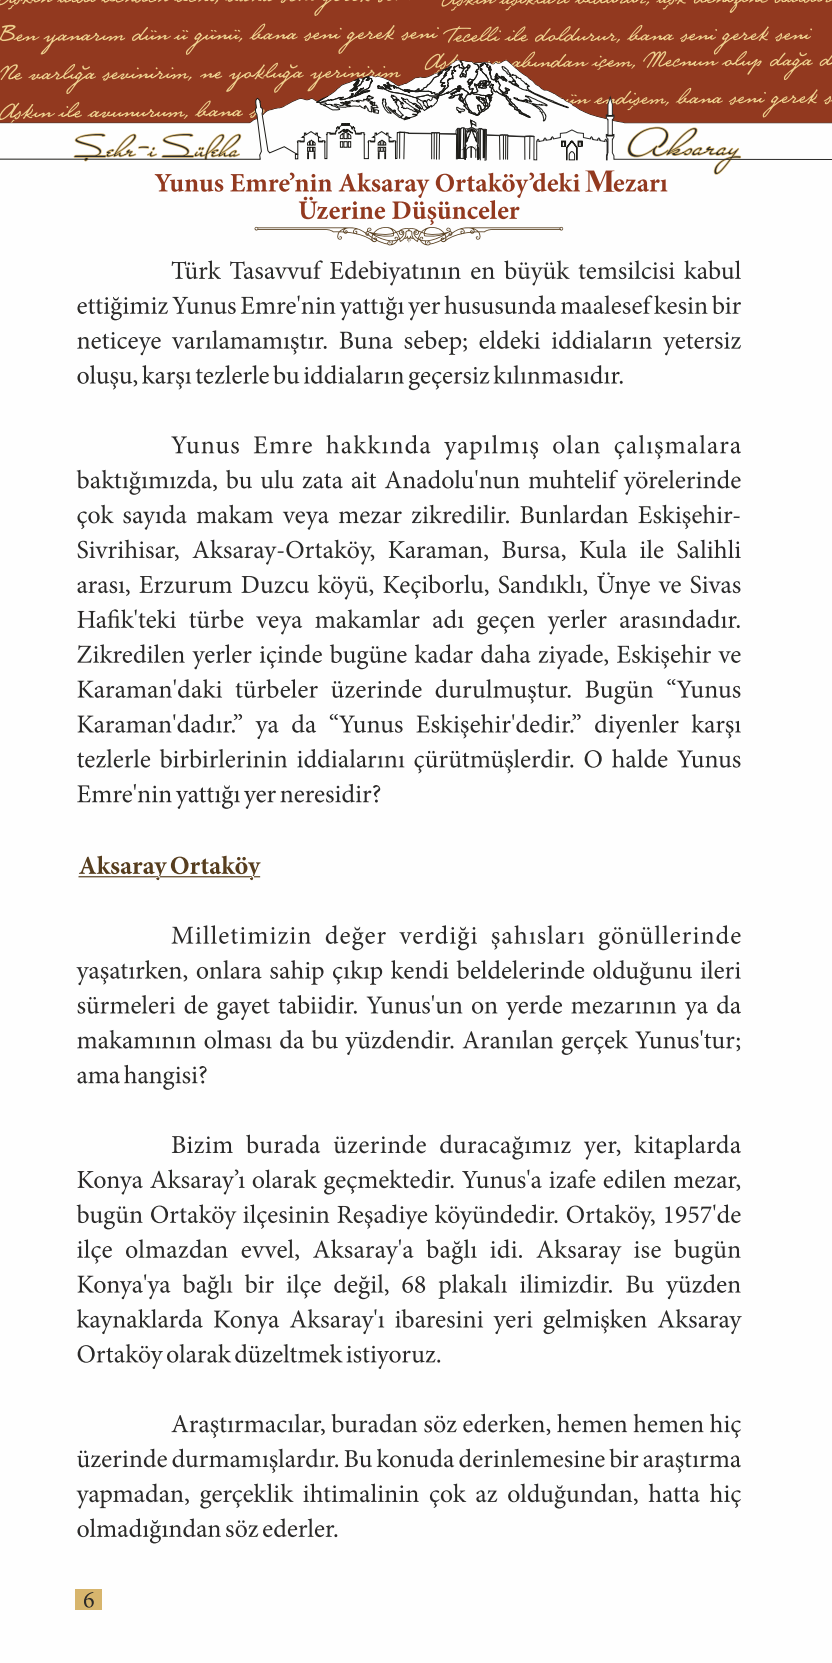 Ben yanarım dün ü günü, bana seni gerek seni Tecelli ile doldurur, bana seni gerek seni
Ne varlığa sevinirim, ne yokluğa yerinirim
içem, Mecnun olup dağa
Aşkın ile avunurum, bana
endişem, bana seni gerek
Şehr-i Süleha
Aksaray
Yunus Emre’nin Aksaray Ortaköy’deki Mezarı
Üzerine Düşünceler
Türk Tasavvuf Edebiyatının en büyük temsilcisi kabul
ettiğimiz Yunus Emre'nin yattığı yer hususunda maalesef kesin bir
neticeye varılamamıştır. Buna sebep; eldeki iddiaların yetersiz
oluşu, karşı tezlerle bu iddiaların geçersiz kılınmasıdır.
Yunus Emre hakkında yapılmış olan çalışmalara
baktığımızda, bu ulu zata ait Anadolu'nun muhtelif yörelerinde
çok sayıda makam veya mezar zikredilir. Bunlardan Eskişehir-
Sivrihisar, Aksaray-Ortaköy, Karaman, Bursa, Kula ile Salihli
arası, Erzurum Duzcu köyü, Keçiborlu, Sandıklı, Ünye ve Sivas
Hafik'teki türbe veya makamlar adı geçen yerler arasındadır.
Zikredilen yerler içinde bugüne kadar daha ziyade, Eskişehir ve
Karaman'daki türbeler üzerinde durulmuştur. Bugün “Yunus
Karaman'dadır.” ya da “Yunus Eskişehir'dedir.” diyenler karşı
tezlerle birbirlerinin iddialarını çürütmüşlerdir. O halde Yunus
Emre'nin yattığı yer neresidir?
Aksaray Ortaköy
Milletimizin değer verdiği şahısları gönüllerinde
yaşatırken, onlara sahip çıkıp kendi beldelerinde olduğunu ileri
sürmeleri de gayet tabiidir. Yunus'un on yerde mezarının ya da
makamının olması da bu yüzdendir. Aranılan gerçek Yunus'tur;
ama hangisi?
Bizim burada üzerinde duracağımız yer, kitaplarda
Konya Aksaray’ı olarak geçmektedir. Yunus'a izafe edilen mezar,
bugün Ortaköy ilçesinin Reşadiye köyündedir. Ortaköy, 1957'de
ilçe olmazdan evvel, Aksaray'a bağlı idi. Aksaray ise bugün
Konya'ya bağlı bir ilçe değil, 68 plakalı ilimizdir. Bu yüzden
kaynaklarda Konya Aksaray'ı ibaresini yeri gelmişken Aksaray
Ortaköy olarak düzeltmek istiyoruz.
Araştırmacılar, buradan söz ederken, hemen hemen hiç
üzerinde durmamışlardır. Bu konuda derinlemesine bir araştırma
yapmadan, gerçeklik ihtimalinin çok az olduğundan, hatta hiç
olmadığından söz ederler.
6